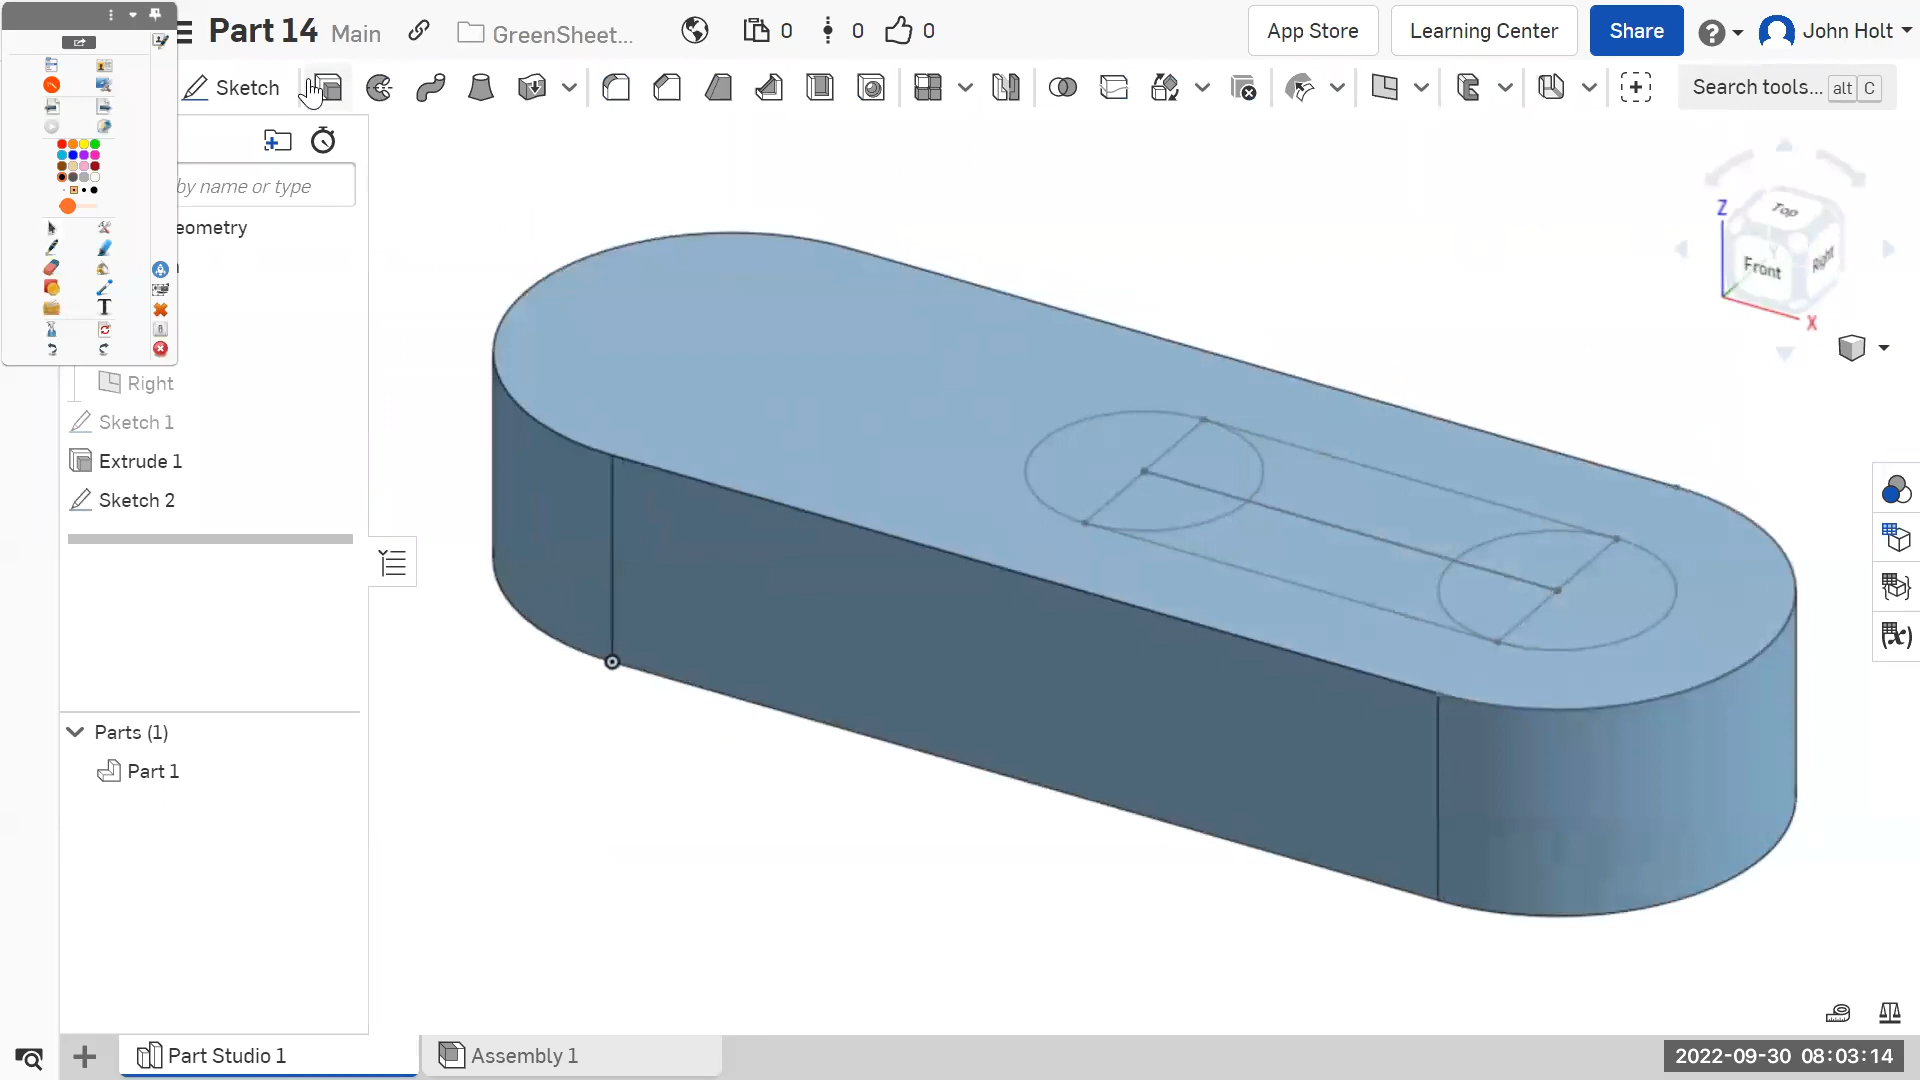 Part 14 Main GreenSheet... 0 0 0 App Store Learning Center Share John Holt
Sketch Search tools... alt C
by name or type
eometry
Right
Sketch 1
Extrude 1
Sketch 2
Parts (1)
Part 1
Z
Top
Y
Front
Right
X
T
(x)
Part Studio 1
Assembly 1
2022-09-30 08:03:14